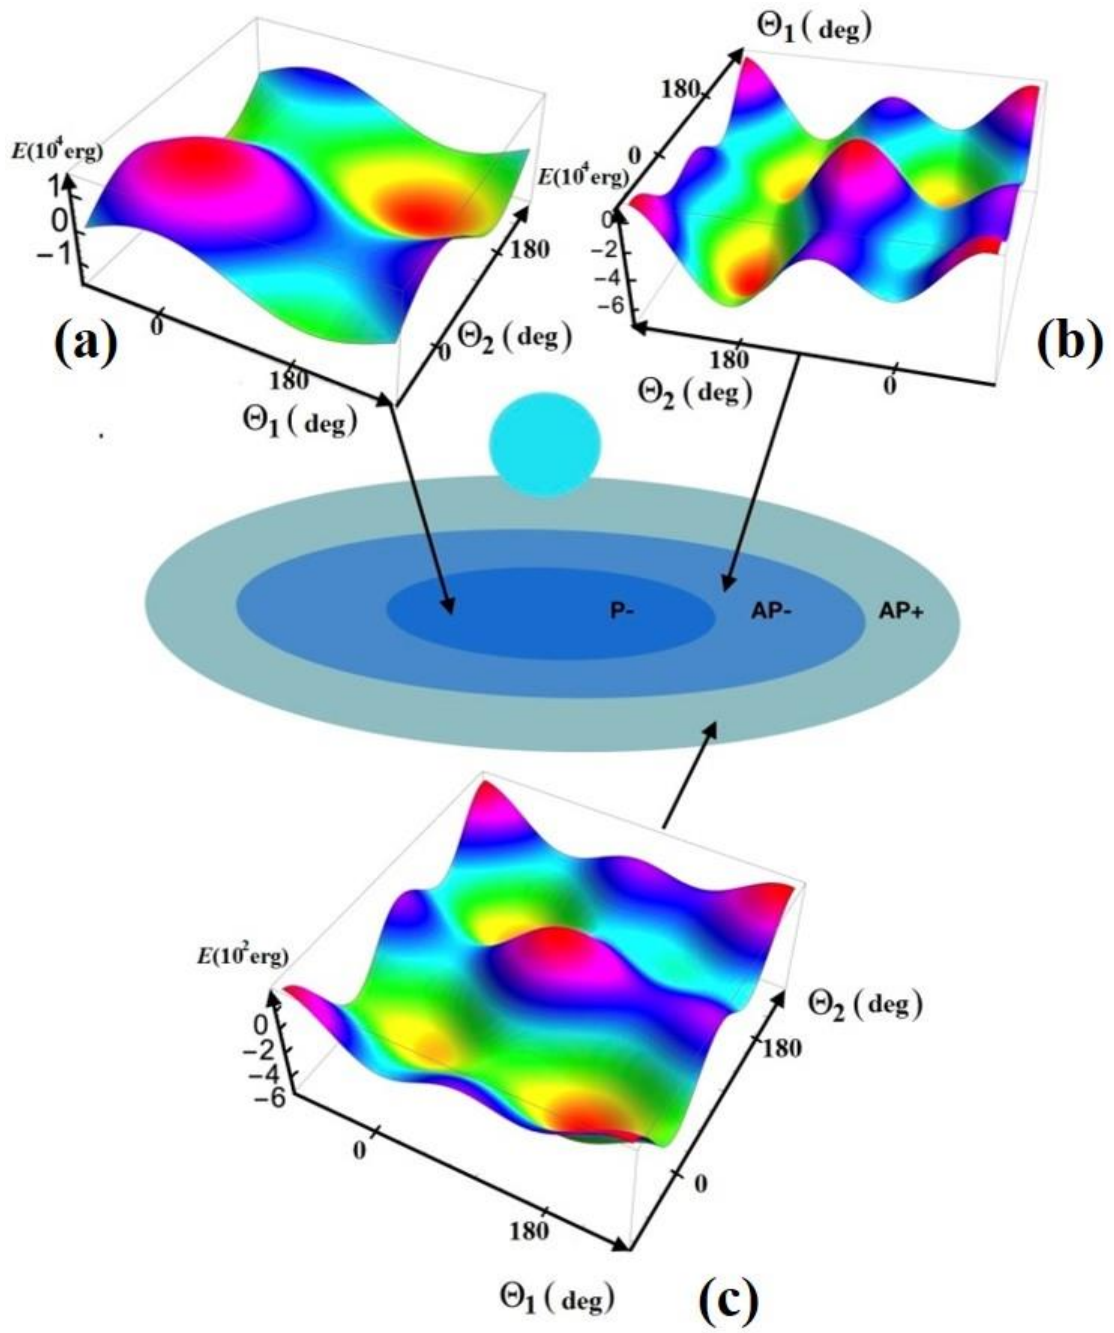 E(10⁴erg)
1
0
−1
(a)
0
180
Θ₁ (deg)
0
180
Θ₂ (deg)
Θ₁ (deg)
180
0
E(10⁴erg)
0
−2
−4
−6
180
0
Θ₂ (deg)
(b)
P-
AP-
AP+
E(10²erg)
0
−2
−4
−6
0
180
Θ₁ (deg)
0
180
Θ₂ (deg)
(c)